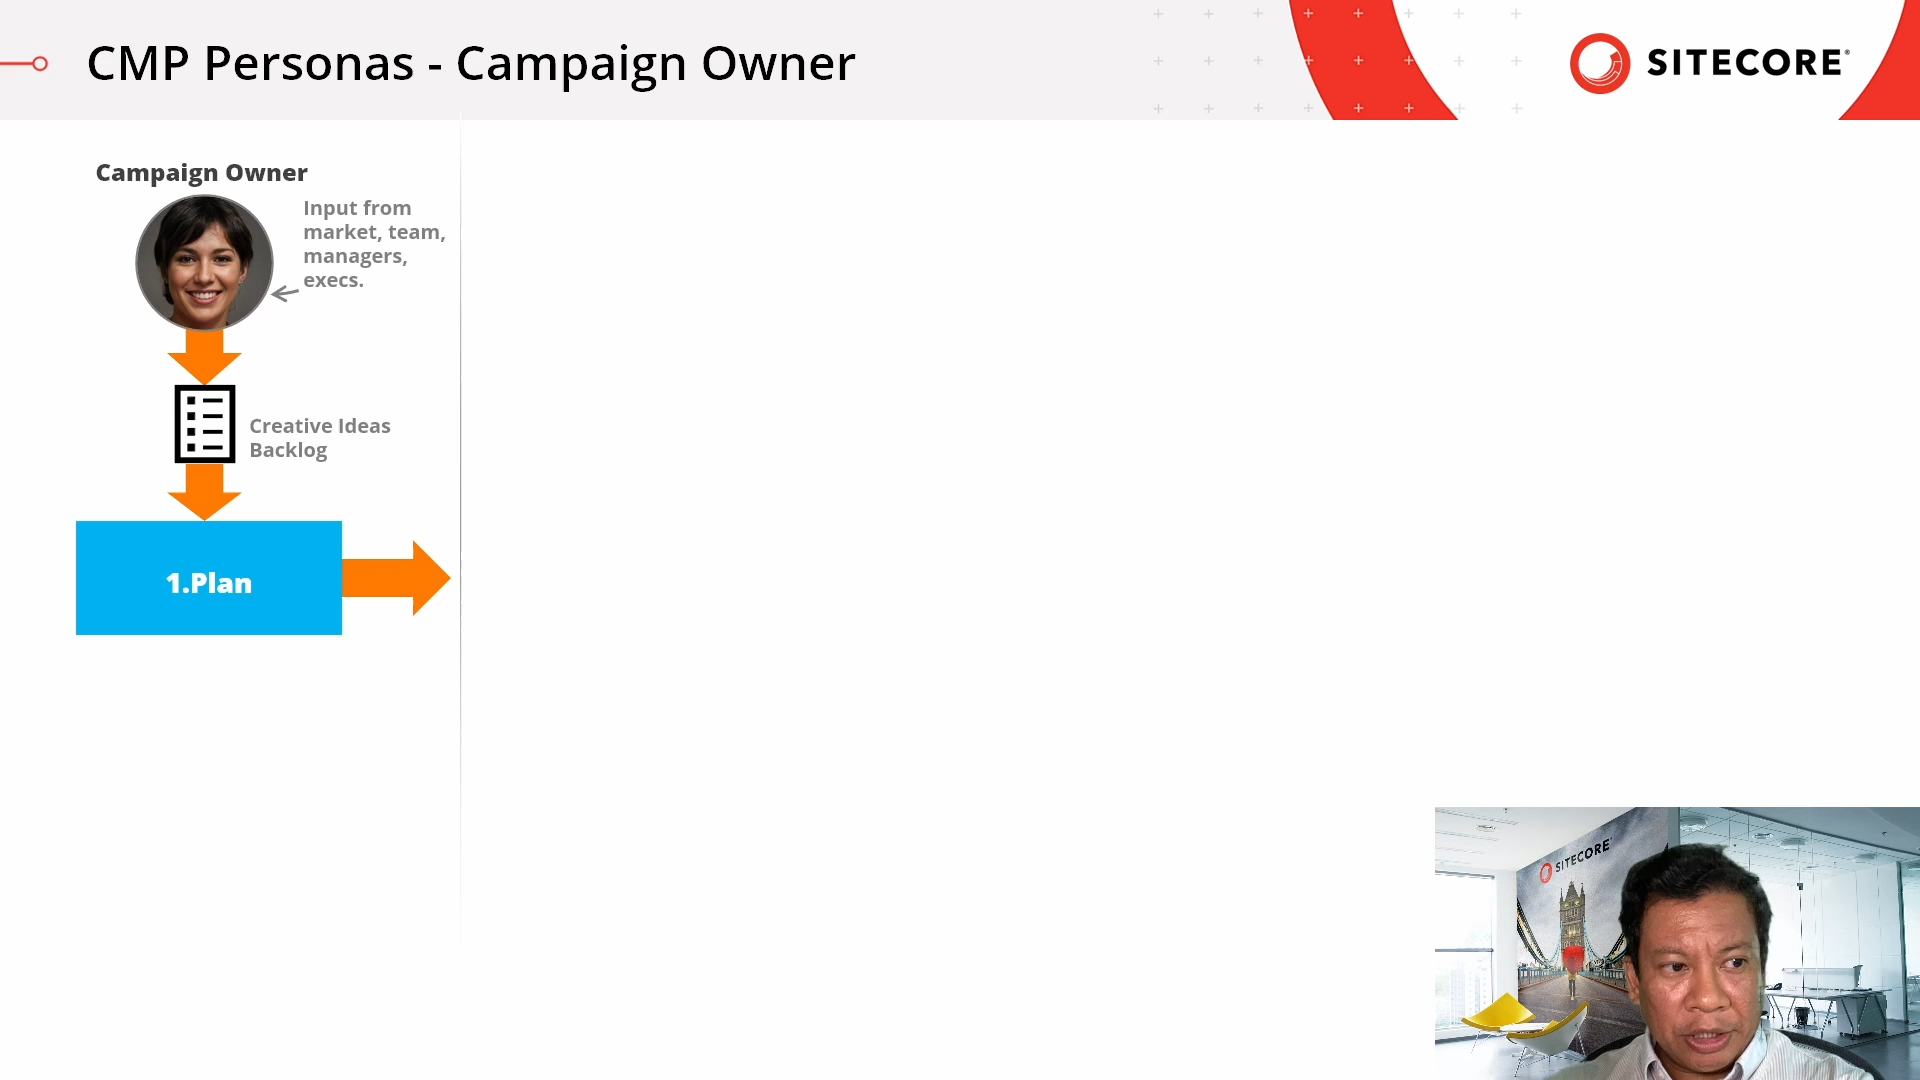 CMP Personas - Campaign Owner
SITECORE
Campaign Owner
Input from
market, team,
managers,
execs.
Creative Ideas
Backlog
1.Plan
SITECORE